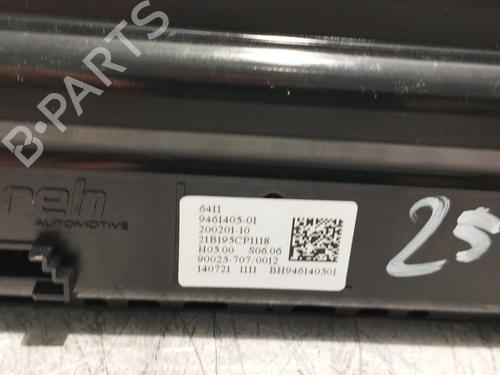 B-PARTS
reh
AUTOMOTIVE
6411
9461405-01
200201-10
21B195CP1118
H05.00 S06.06
90025-707/0012
140721 1111 BH946140501
25